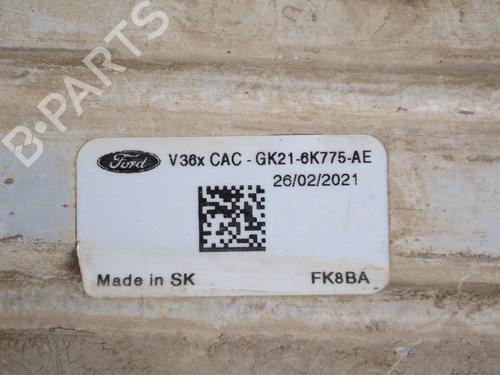 B-PARTS
Ford V36x CAC - GK21-6K775-AE
26/02/2021
Made in SK FK8BA